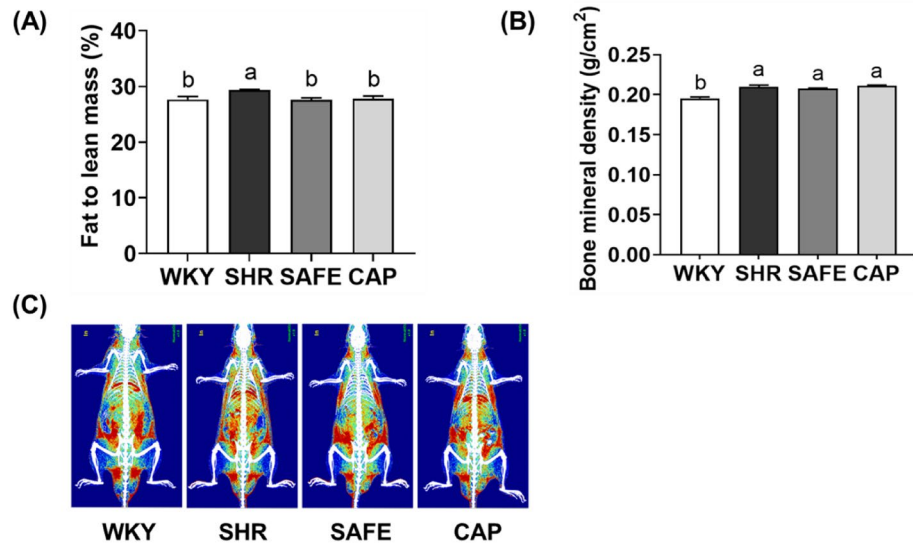 (A)
Fat to lean mass (%)
40
30
20
10
0
b
a
b
b
WKY SHR SAFE CAP
(B)
Bone mineral density (g/cm²)
0.25
0.20
0.15
0.10
0.05
0.00
b
a
a
a
WKY SHR SAFE CAP
(C)
WKY SHR SAFE CAP